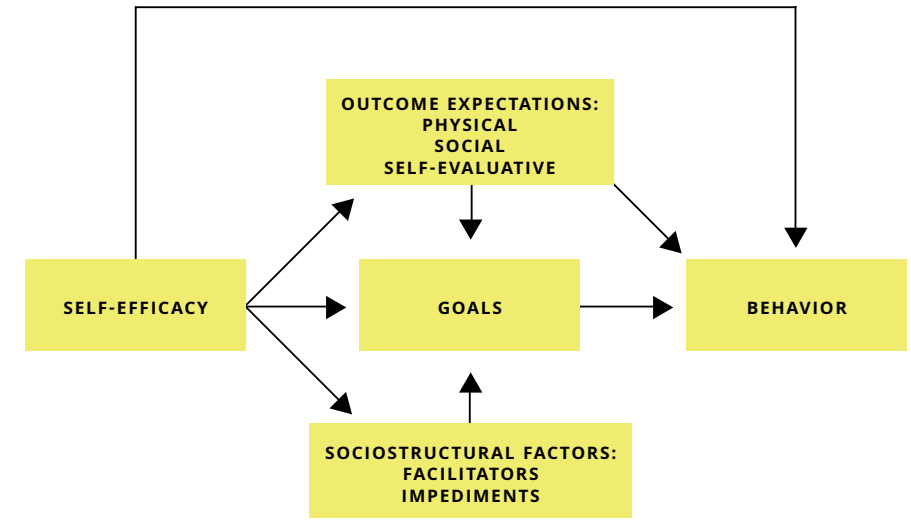 OUTCOME EXPECTATIONS:
PHYSICAL
SOCIAL
SELF-EVALUATIVE
SELF-EFFICACY
GOALS
BEHAVIOR
SOCIOSTRUCTURAL FACTORS:
FACILITATORS
IMPEDIMENTS